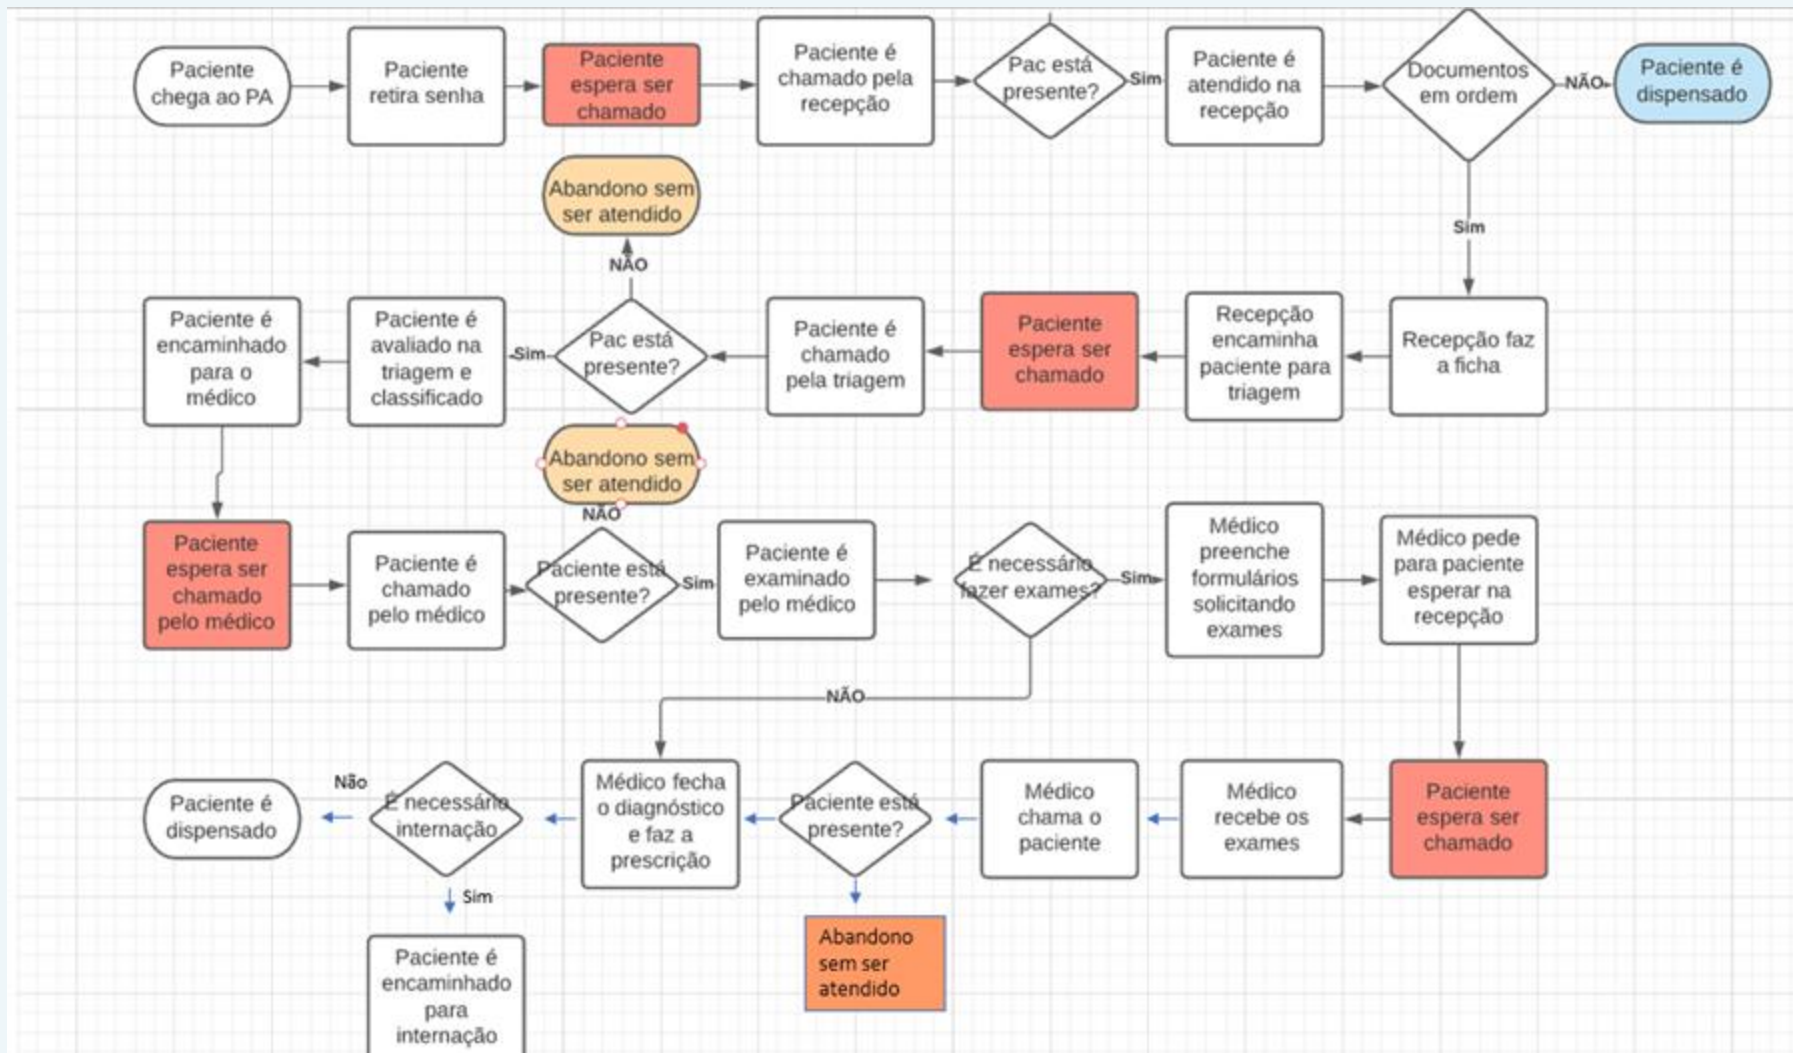 Paciente
chega ao PA
Paciente
retira senha
Paciente
espera ser
chamado
Paciente é
chamado pela
recepção
Pac está
presente?
Sim
Paciente é
atendido na
recepção
Documentos
em ordem
NÃO
Paciente é
dispensado
Sim
Abandono sem
ser atendido
NÃO
Paciente é
encaminhado
para o
médico
Paciente é
avaliado na
triagem e
classificado
Sim
Pac está
presente?
Paciente é
chamado
pela triagem
Paciente
espera ser
chamado
Recepção
encaminha
paciente para
triagem
Recepção faz
a ficha
Abandono sem
ser atendido
NÃO
Paciente
espera ser
chamado
pelo médico
Paciente é
chamado
pelo médico
Paciente está
presente?
Sim
Paciente é
examinado
pelo médico
É necessário
fazer exames?
Sim
Médico
preenche
formulários
solicitando
exames
Médico pede
para paciente
esperar na
recepção
NÃO
Paciente é
dispensado
Não
É necessário
internação
Médico fecha
o diagnóstico
e faz a
prescrição
Paciente está
presente?
Médico
chama o
paciente
Médico
recebe os
exames
Paciente
espera ser
chamado
Sim
Paciente é
encaminhado
para
internação
Abandono
sem ser
atendido